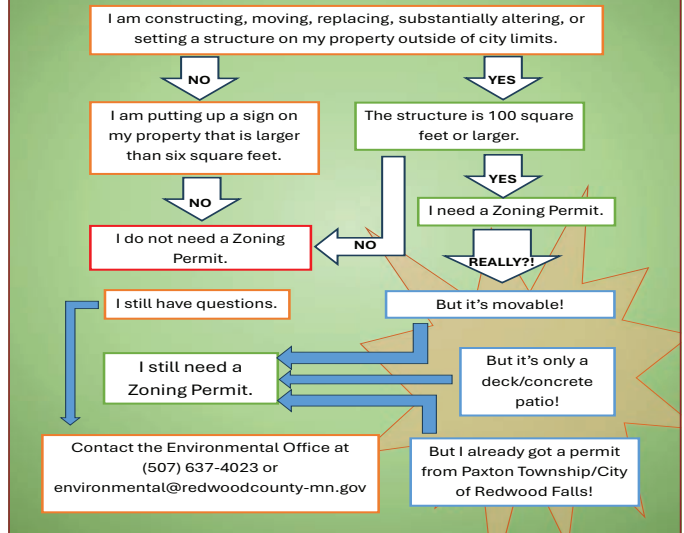 I am constructing, moving, replacing, substantially altering, or
setting a structure on my property outside of city limits.
NO
YES
I am putting up a sign on
my property that is larger
than six square feet.
The structure is 100 square
feet or larger.
NO
YES
I need a Zoning Permit.
I do not need a Zoning
Permit.
NO
REALLY?!
I still have questions.
But it's movable!
I still need a
Zoning Permit.
But it's only a
deck/concrete
patio!
Contact the Environmental Office at
(507) 637-4023 or
environmental@redwoodcounty-mn.gov
But I already got a permit
from Paxton Township/City
of Redwood Falls!